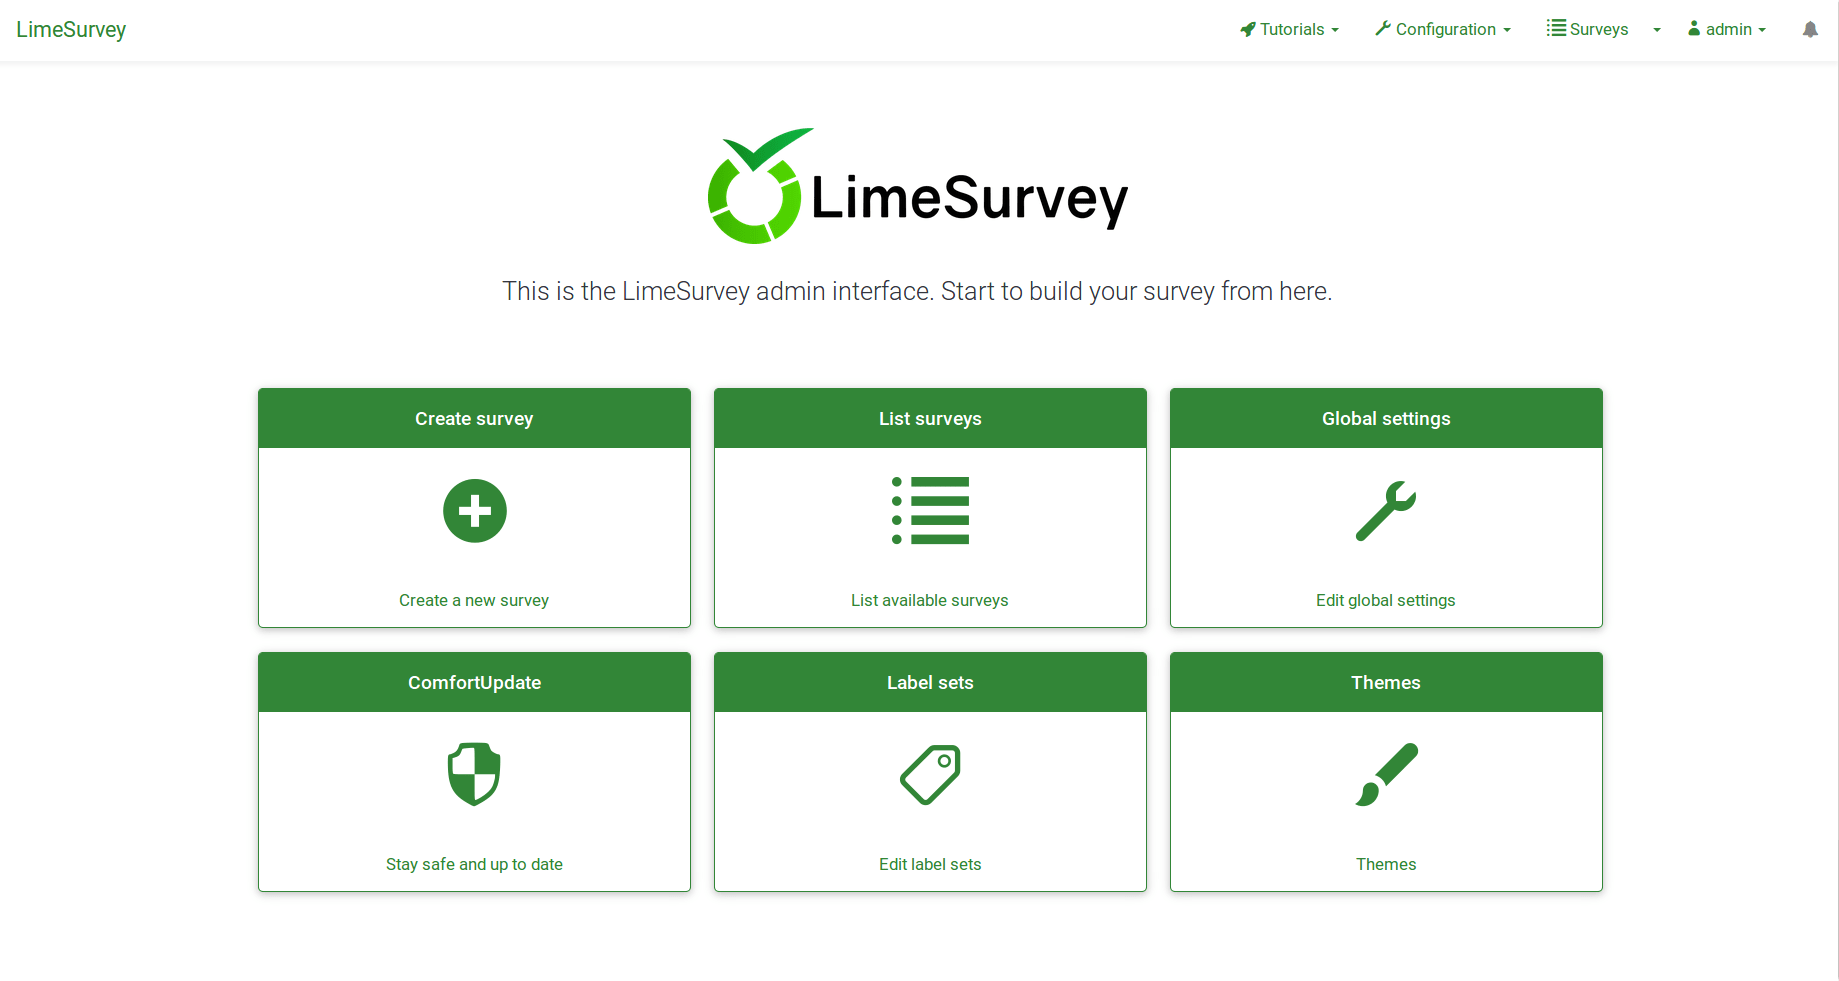 LimeSurvey
Tutorials Configuration Surveys admin
LimeSurvey
This is the LimeSurvey admin interface. Start to build your survey from here.
Create survey
Create a new survey
List surveys
List available surveys
Global settings
Edit global settings
ComfortUpdate
Stay safe and up to date
Label sets
Edit label sets
Themes
Themes